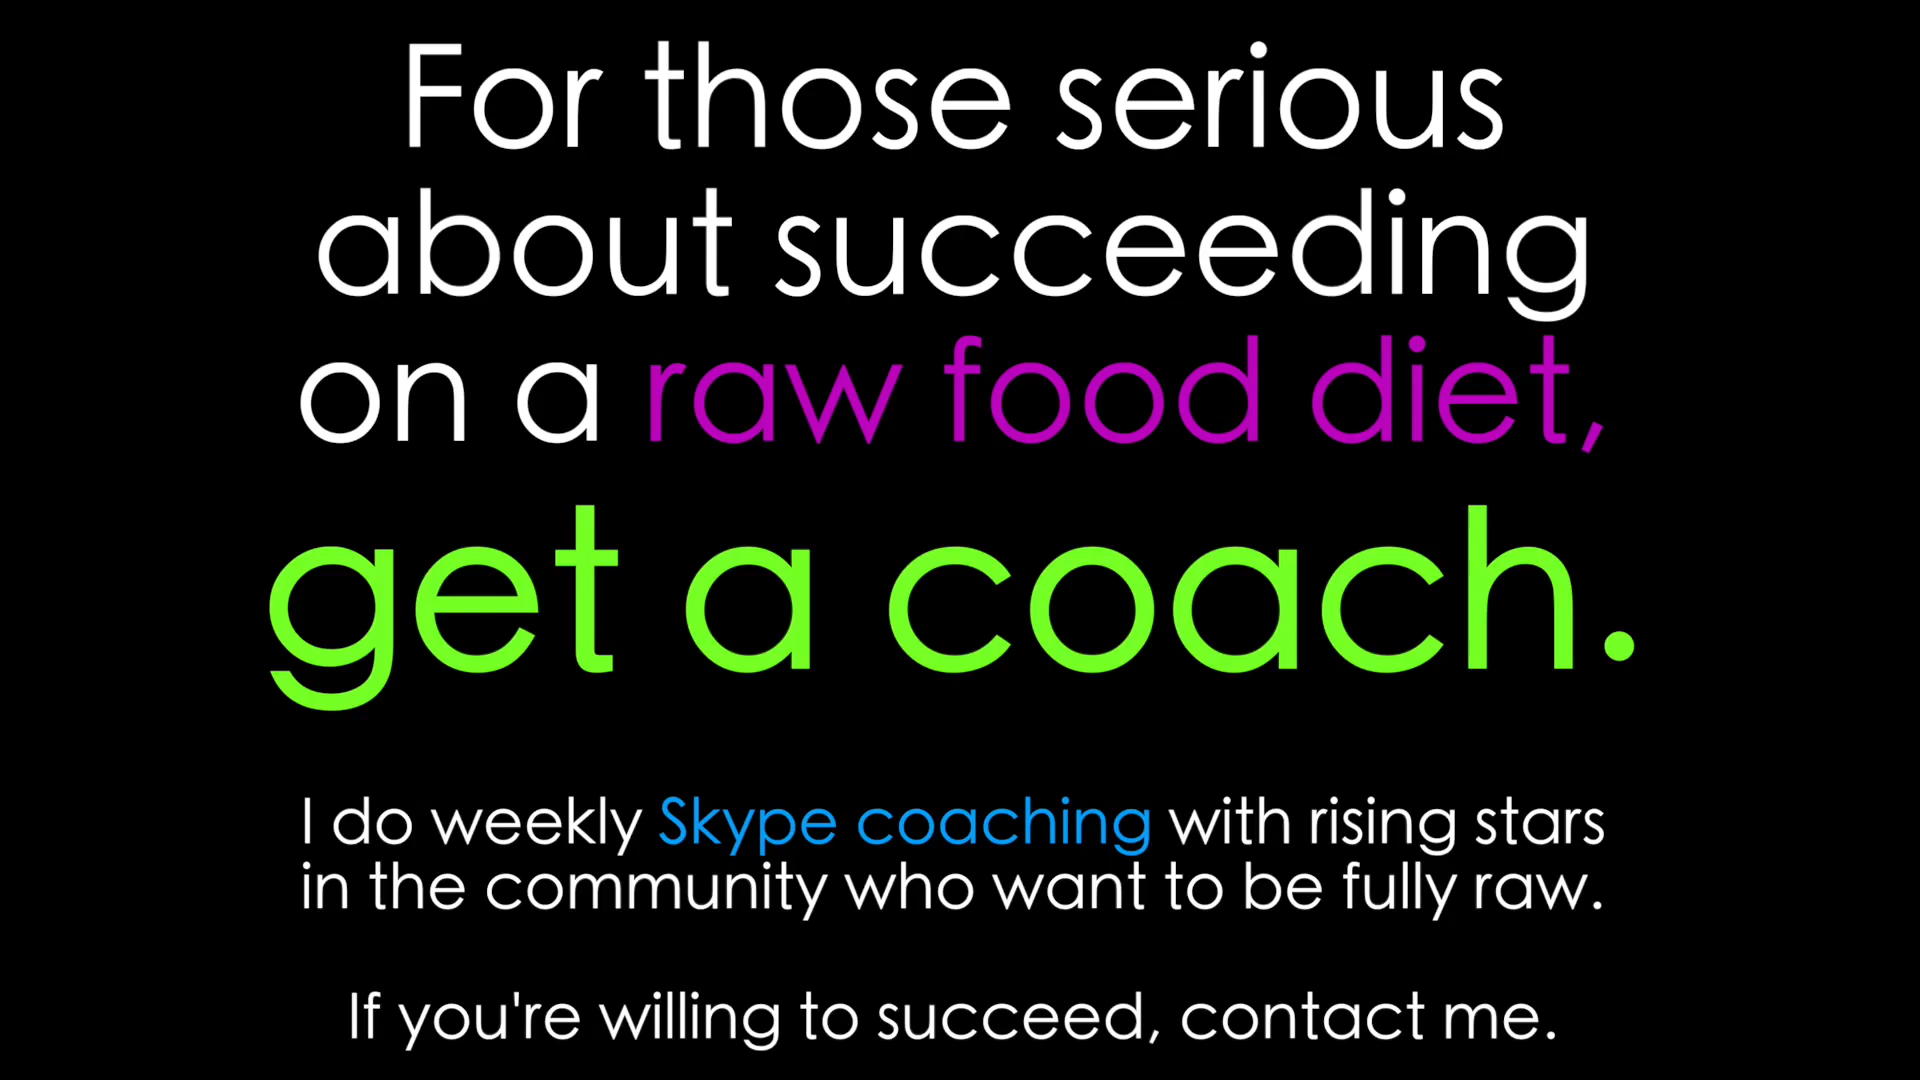 For those serious
about succeeding
on a raw food diet,
get a coach.
I do weekly Skype coaching with rising stars
in the community who want to be fully raw.
If you're willing to succeed, contact me.